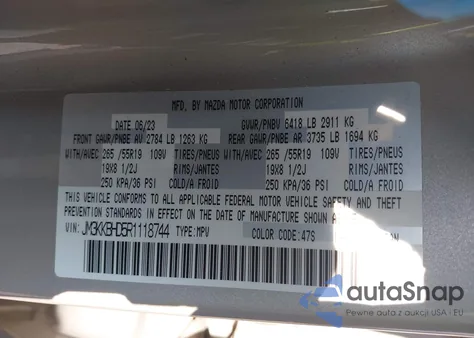 MFD. BY MAZDA MOTOR CORPORATION
DATE 06/23 GVWR/PNBV 6418 LB 2911 KG
FRONT GAWR/PNBE AV 2784 LB 1263 KG REAR GAWR/PNBE AR 3735 LB 1694 KG
WITH/AVEC 265 /55R19 109V TIRES/PNEUS WITH/AVEC 265 /55R19 109V TIRES/PNEUS
19X8 1/2J JANTES/RIMS 19X8 1/2J
250 KPA/36 PSI COLD/A FROID 250 KPA/36 PSI COLD/A FROID
THIS VEHICLE CONFORMS TO ALL APPLICABLE FEDERAL MOTOR VEHICLE SAFETY AND THEFT
PREVENTION STANDARDS IN EFFECT ON THE DATE OF MANUFACTURE SHOWN
VIN: JM3KKBHD5R1118744 TYPE:MPV COLOR CODE:47S
autoSnap
Pewne auta z aukcji USA - EU